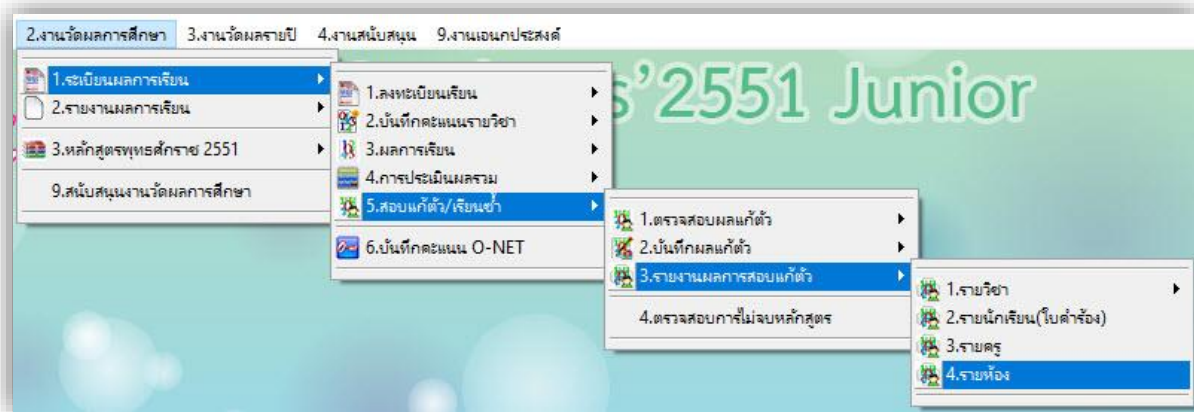 2.งานวัดผลการศึกษา 3.งานวัดผลรายปี 4.งานสนับสนุน 9.งานเอนกประสงค์
s'2551 Junior
1.ระเบียนผลการเรียน
2.รายงานผลการเรียน
3.หลักสูตรพุทธศักราช 2551
9.สนับสนุนงานวัดผลการศึกษา
1.ลงทะเบียนเรียน
2.บันทึกคะแนนรายวิชา
3.ผลการเรียน
4.การประเมินผลรวม
5.สอบแก้ตัว/เรียนซ้ำ
6.บันทึกคะแนน O-NET
1.ตรวจสอบผลแก้ตัว
2.บันทึกผลแก้ตัว
3.รายงานผลการสอบแก้ตัว
4.ตรวจสอบการไม่จบหลักสูตร
1.รายวิชา
2.รายนักเรียน(ใบคำร้อง)
3.รายครู
4.รายห้อง